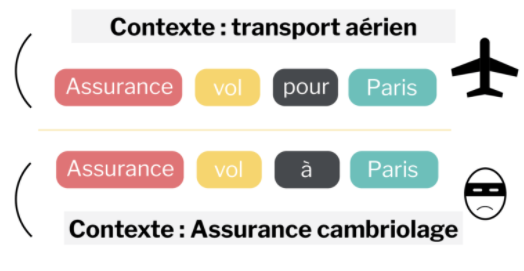 Contexte : transport aérien
Assurance vol pour Paris
Assurance vol à Paris
Contexte : Assurance cambriolage